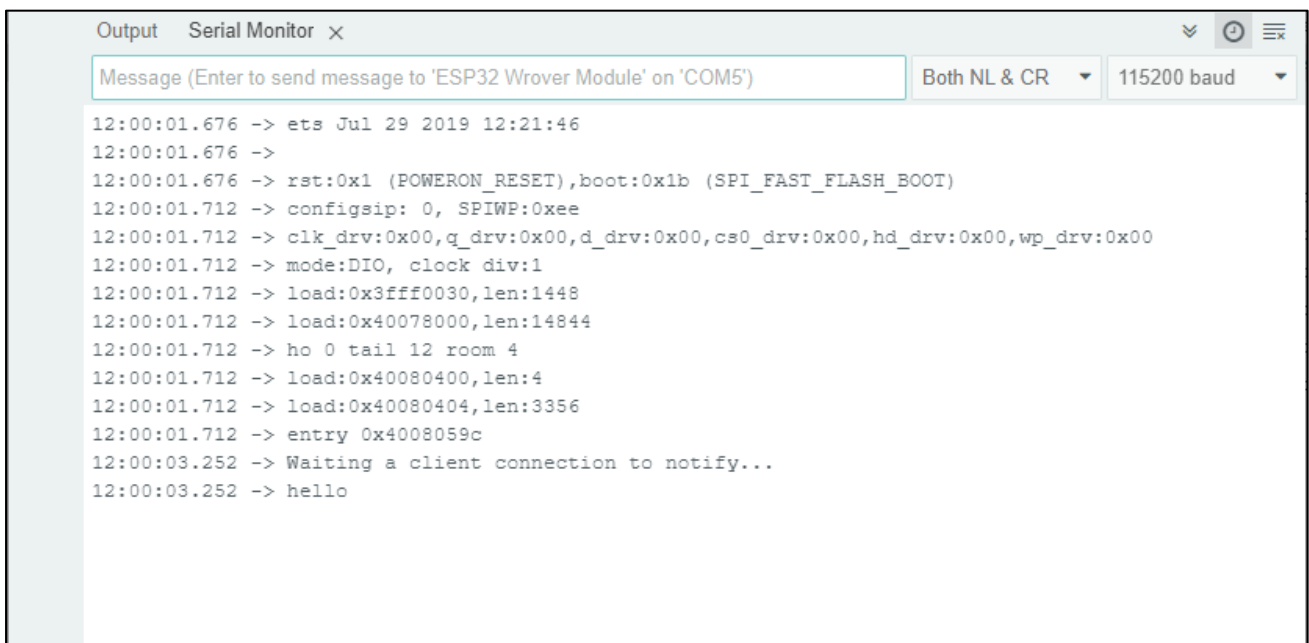 Output Serial Monitor
Message (Enter to send message to 'ESP32 Wrover Module' on 'COM5') Both NL & CR 115200 baud
12:00:01.676 -> ets Jul 29 2019 12:21:46
12:00:01.676 ->
12:00:01.676 -> rst:0x1 (POWERON_RESET),boot:0x1b (SPI_FAST_FLASH_BOOT)
12:00:01.712 -> configsip: 0, SPIWP:0xee
12:00:01.712 -> clk_drv:0x00,q_drv:0x00,d_drv:0x00,cs0_drv:0x00,hd_drv:0x00,wp_drv:0x00
12:00:01.712 -> mode:DIO, clock div:1
12:00:01.712 -> load:0x3fff0030,len:1448
12:00:01.712 -> load:0x40078000,len:14844
12:00:01.712 -> ho 0 tail 12 room 4
12:00:01.712 -> load:0x40080400,len:4
12:00:01.712 -> load:0x40080404,len:3356
12:00:01.712 -> entry 0x4008059c
12:00:03.252 -> Waiting a client connection to notify...
12:00:03.252 -> hello